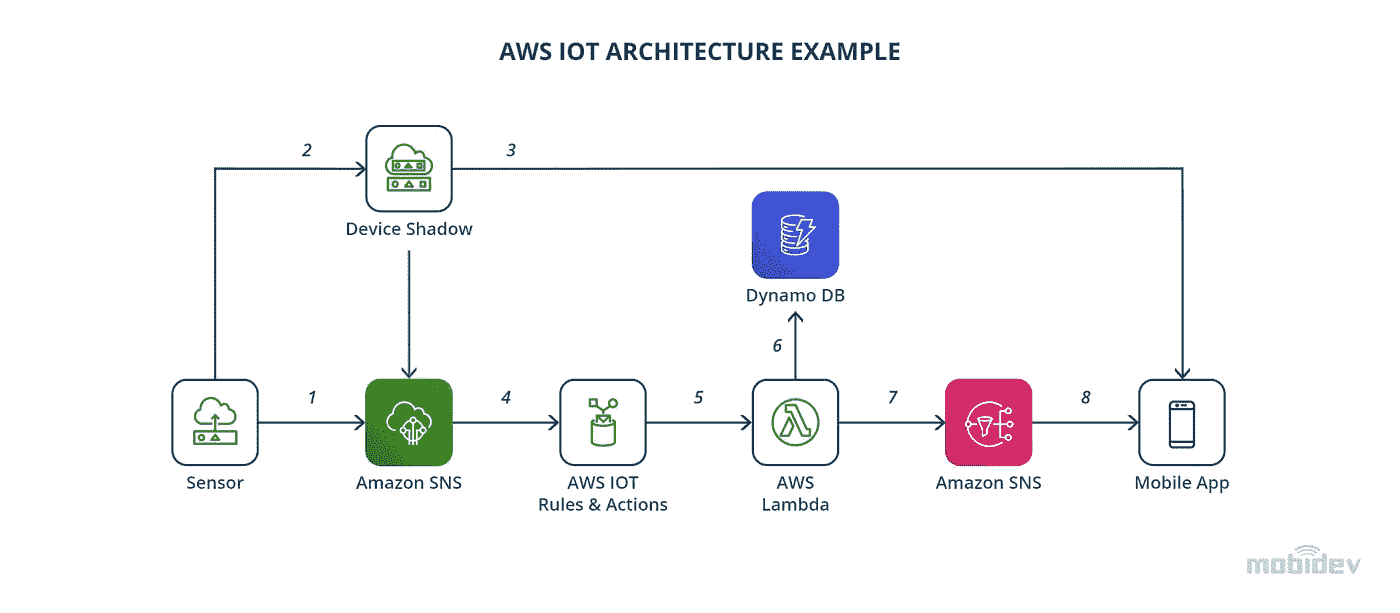 AWS IOT ARCHITECTURE EXAMPLE
2
3
Device Shadow
Dynamo DB
6
1
4
5
7
8
Sensor
Amazon SNS
AWS IOT
Rules & Actions
AWS
Lambda
Amazon SNS
Mobile App
mobidev